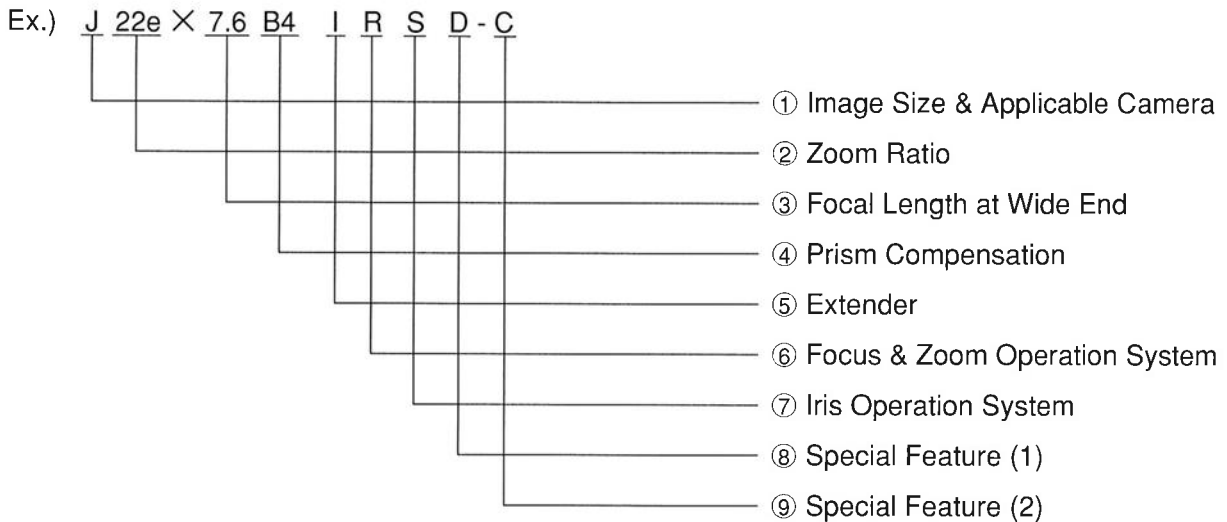 Ex.) J 22e × 7.6 B4 I R S D - C
① Image Size & Applicable Camera
② Zoom Ratio
③ Focal Length at Wide End
④ Prism Compensation
⑤ Extender
⑥ Focus & Zoom Operation System
⑦ Iris Operation System
⑧ Special Feature (1)
⑨ Special Feature (2)